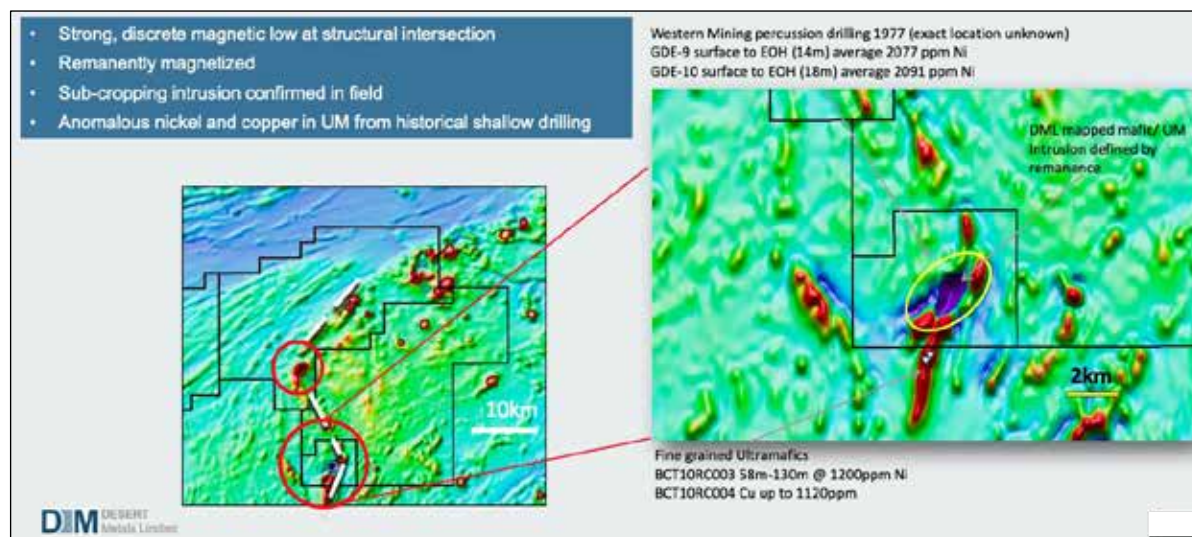 • Strong, discrete magnetic low at structural intersection
• Remanently magnetized
• Sub-cropping intrusion confirmed in field
• Anomalous nickel and copper in UM from historical shallow drilling
Western Mining percussion drilling 1977 (exact location unknown)
GDE-9 surface to EOH (14m) average 2077 ppm Ni
GDE-10 surface to EOH (18m) average 2091 ppm Ni
DML mapped mafic/ UM
Intrusion defined by
remanence
10km
2km
Fine grained Ultramafics
BCT10RC003 58m-130m @ 1200ppm Ni
BCT10RC004 Cu up to 1120ppm
DM DESERT
Metals Limited